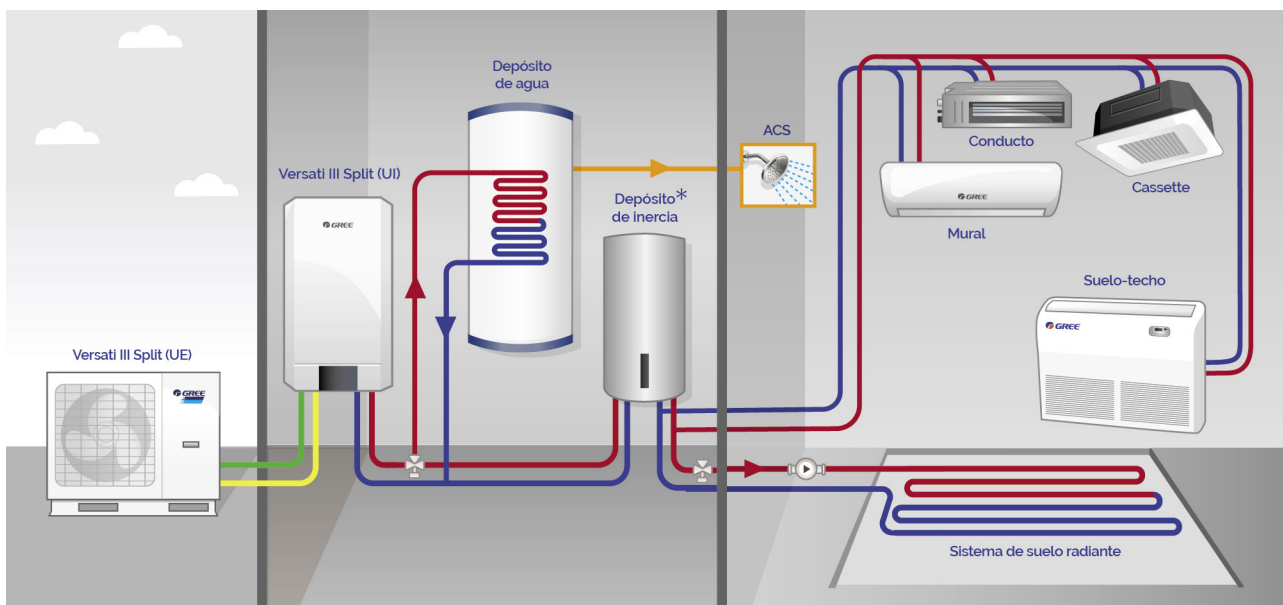 Depósito
de agua
ACS
Conducto
Cassette
Versati III Split (UI)
Depósito*
de inercia
GREE
GREE
Mural
Suelo-techo
GREE
Versati III Split (UE)
GREE
Sistema de suelo radiante